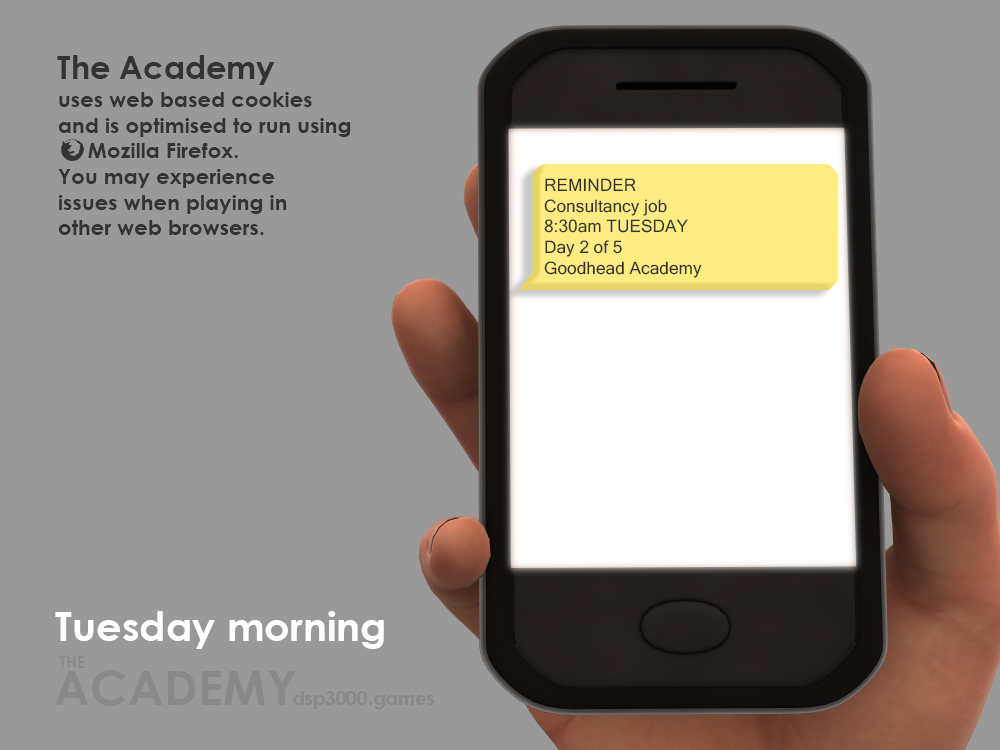 The Academy
uses web based cookies
and is optimised to run using
Mozilla Firefox.
You may experience
issues when playing in
other web browsers.
REMINDER
Consultancy job
8:30am TUESDAY
Day 2 of 5
Goodhead Academy
Tuesday morning
THE
ACADEMYdsp3000.games